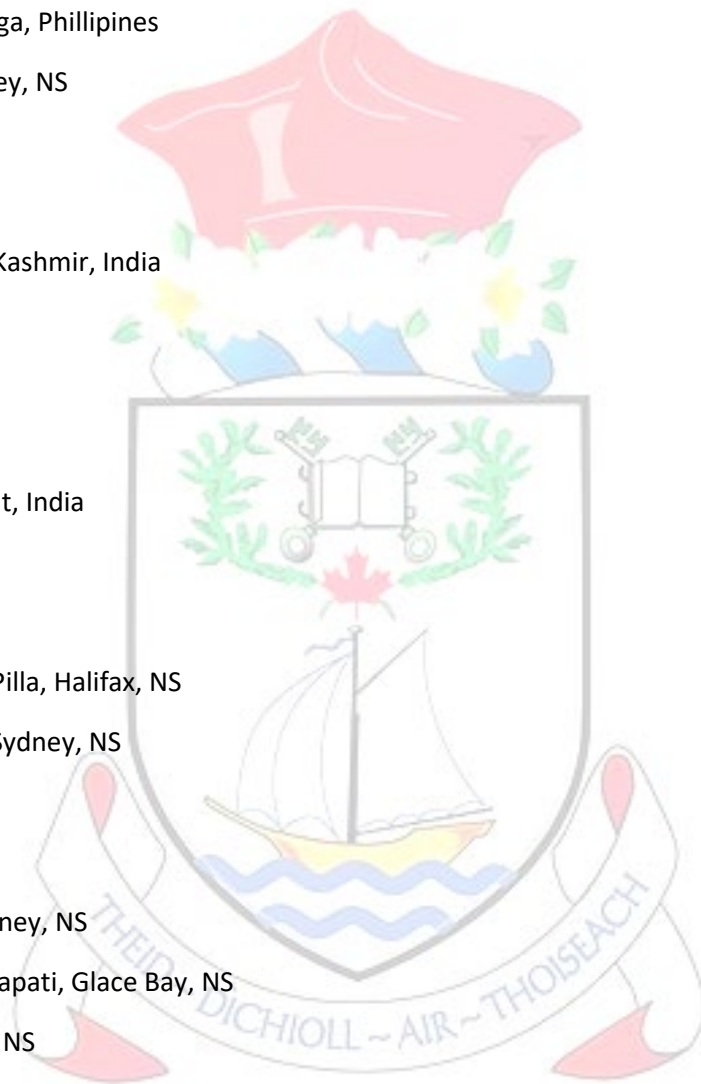 ga, Phillipines
ey, NS
Kashmir, India
t, India
Pilla, Halifax, NS
Sydney, NS
ney, NS
apati, Glace Bay, NS
NS
THEID ~ DICHIOLL ~ AIR ~ THOISEACH